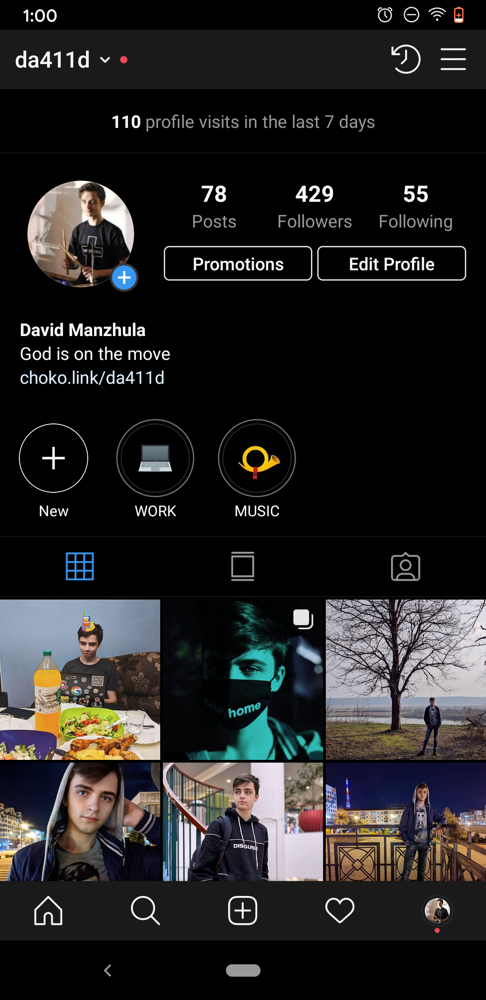 1:00
da411d
110 profile visits in the last 7 days
78 429 55
Posts Followers Following
Promotions Edit Profile
David Manzhula
God is on the move
choko.link/da411d
New WORK MUSIC
stay home
DISGUISE